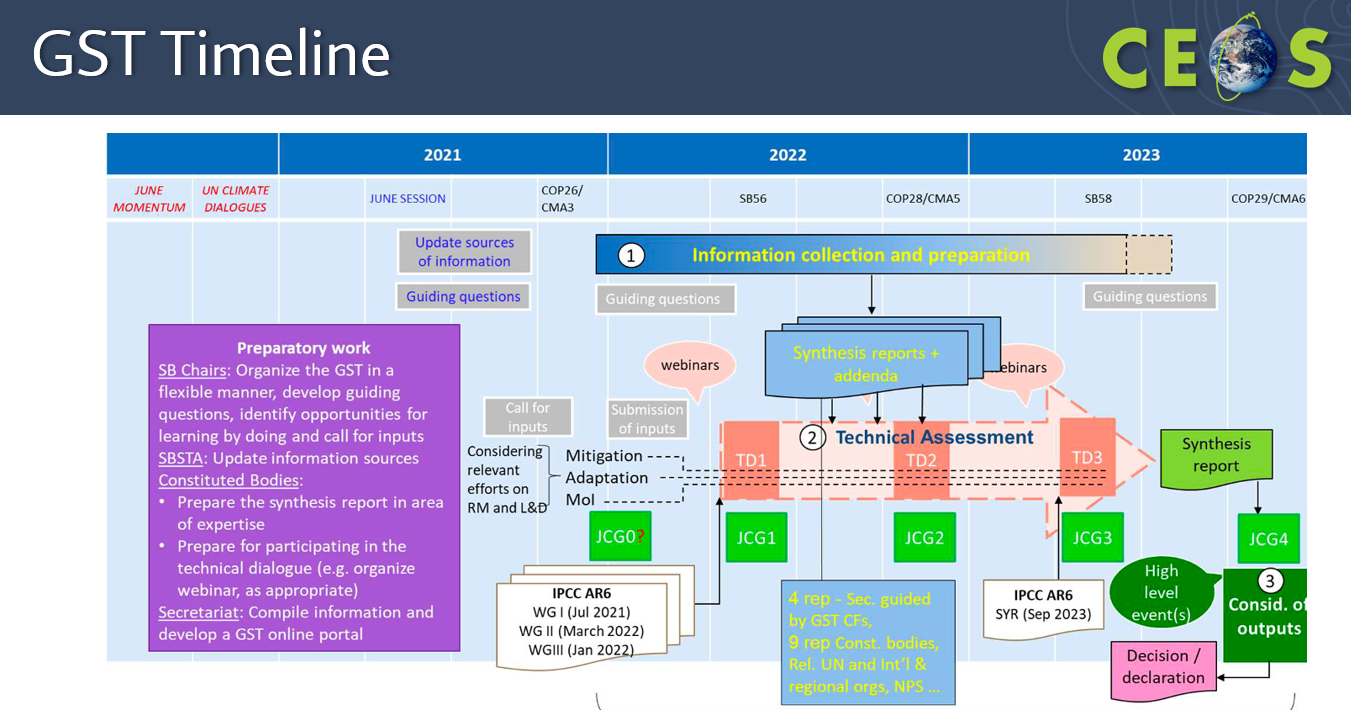 GST Timeline
CEOS
2021
2022
2023
JUNE
MOMENTUM
UN CLIMATE
DIALOGUES
JUNE SESSION
COP26/
CMA3
SB56
COP28/CMA5
SB58
COP29/CMA6
Update sources
of information
1
Information collection and preparation
Guiding questions
Guiding questions
Guiding questions
Preparatory work
SB Chairs: Organize the GST in a
flexible manner, develop guiding
questions, identify opportunities for
learning by doing and call for inputs
SBSTA: Update information sources
Constituted Bodies:
• Prepare the synthesis report in area
of expertise
• Prepare for participating in the
technical dialogue (e.g. organize
webinar, as appropriate)
Secretariat: Compile information and
develop a GST online portal
webinars
Synthesis reports +
addenda
ebinars
Call for
inputs
Submission
of inputs
2
Technical Assessment
Considering
relevant
efforts on
RM and L&D
Mitigation
Adaptation
MoI
TD1
TD2
TD3
Synthesis
report
JCG0?
JCG1
JCG2
JCG3
JCG4
IPCC AR6
WG I (Jul 2021)
WG II (March 2022)
WGIII (Jan 2022)
4 rep – Sec. guided
by GST CFs,
9 rep Const. bodies,
Rel. UN and Int'l &
regional orgs, NPS ...
IPCC AR6
SYR (Sep 2023)
High
level
event(s)
3
Consid. of
outputs
Decision /
declaration